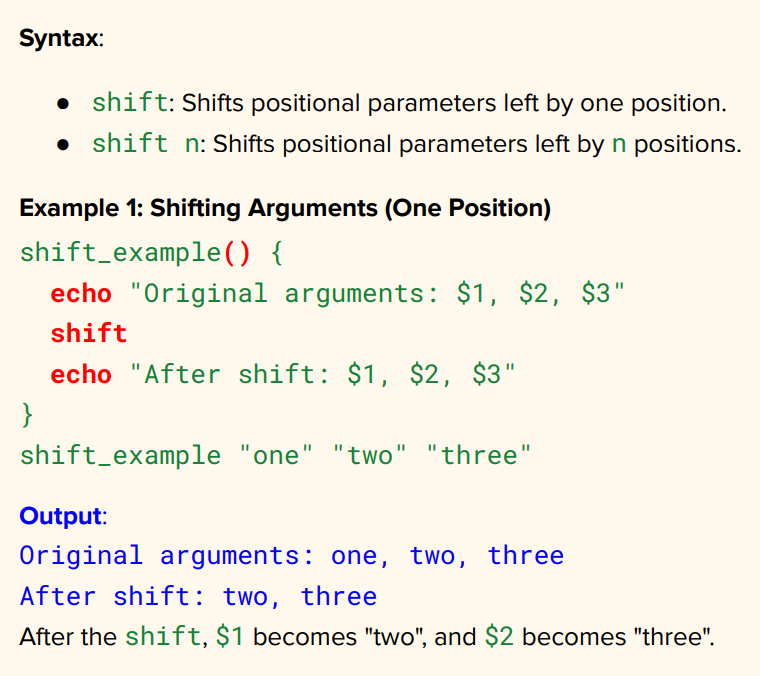 Syntax:
● shift: Shifts positional parameters left by one position.
● shift n: Shifts positional parameters left by n positions.
Example 1: Shifting Arguments (One Position)
shift_example() {
  echo "Original arguments: $1, $2, $3"
  shift
  echo "After shift: $1, $2, $3"
}
shift_example "one" "two" "three"
Output:
Original arguments: one, two, three
After shift: two, three
After the shift, $1 becomes "two", and $2 becomes "three".